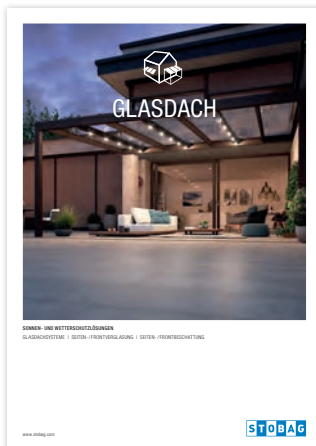 GLASDACH
SONNEN- UND WETTERSCHUTZLÖSUNGEN
GLASDACHSYSTEME | SEITEN-/FRONTVERGLASUNG | SEITEN-/FRONTBESCHATTUNG
www.stobag.com
STOBAG